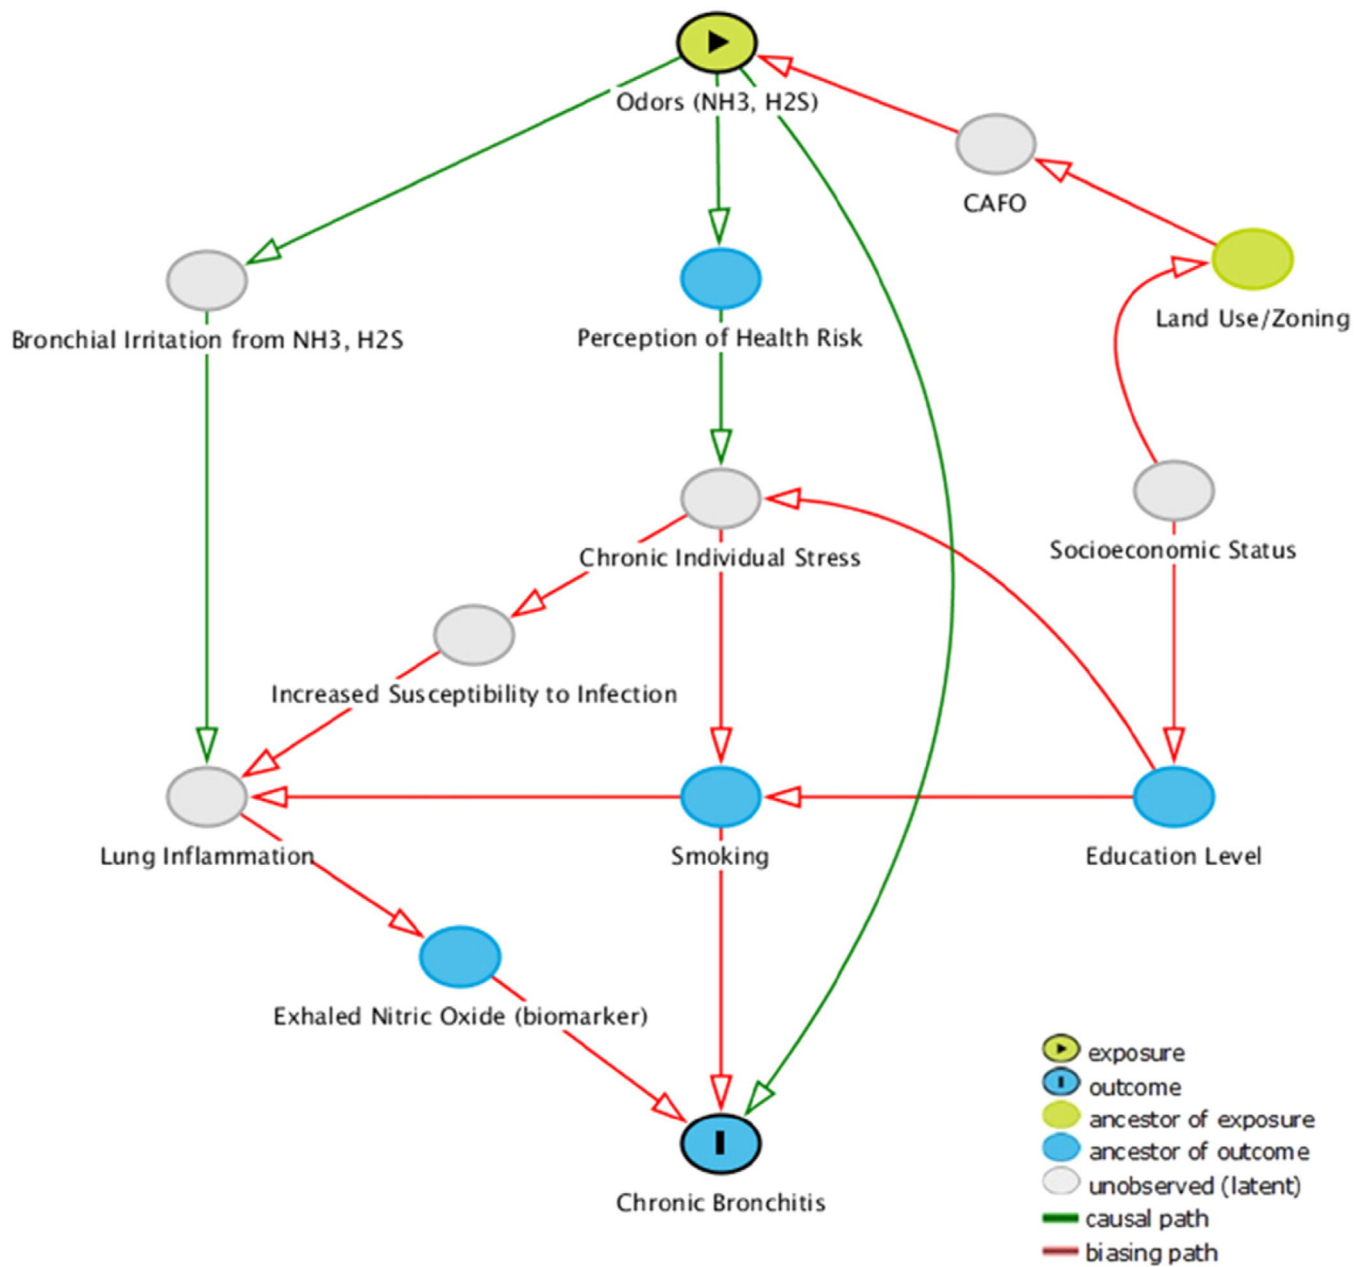 Odors (NH3, H2S)
CAFO
Land Use/Zoning
Bronchial Irritation from NH3, H2S
Perception of Health Risk
Socioeconomic Status
Chronic Individual Stress
Increased Susceptibility to Infection
Lung Inflammation
Smoking
Education Level
Exhaled Nitric Oxide (biomarker)
Chronic Bronchitis
exposure
outcome
ancestor of exposure
ancestor of outcome
unobserved (latent)
causal path
biasing path